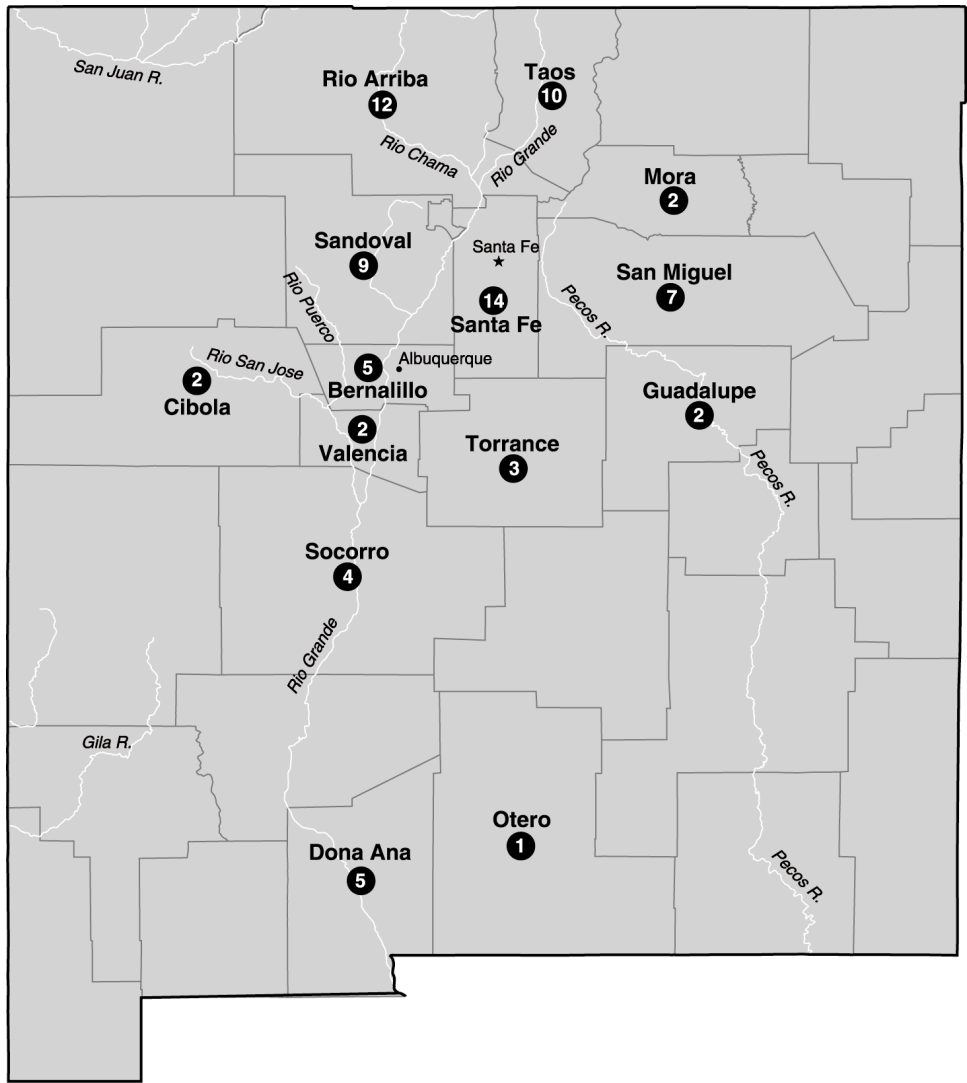 San Juan R.
Rio Arriba
12
Taos
10
Rio Chama
Rio Grande
Mora
2
Sandoval
9
Santa Fe
14
Santa Fe
San Miguel
7
Rio Puerco
Pecos R.
Rio San Jose
2
Cibola
5
Bernalillo
Albuquerque
2
Valencia
Torrance
3
Guadalupe
2
Pecos R.
Socorro
4
Rio Grande
Gila R.
Otero
1
Dona Ana
5
Pecos R.